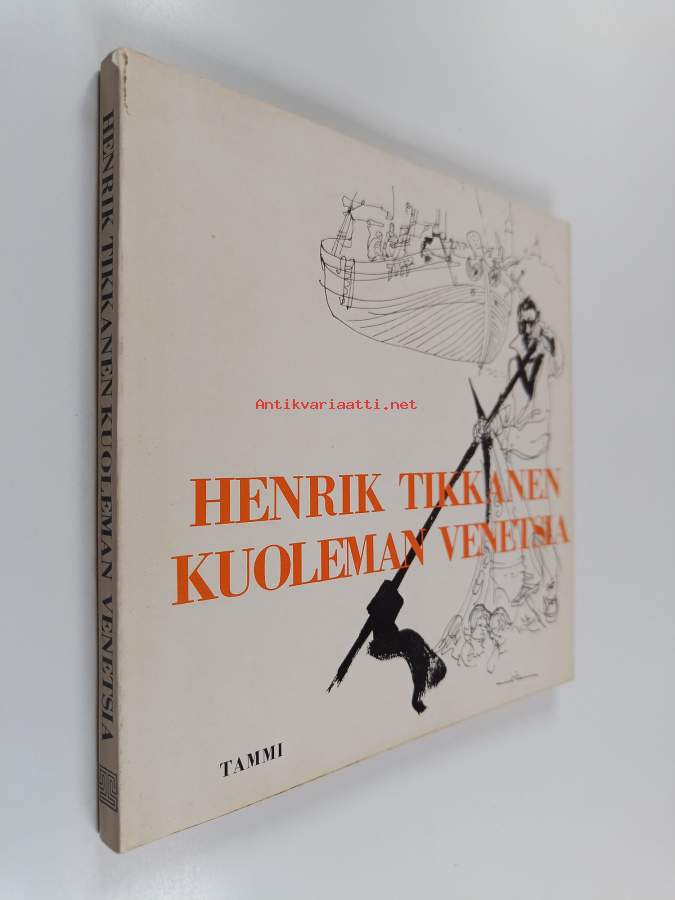 HENRIK TIKKANEN KUOLEMAN VENETSIA
Antikvariaatti.net
HENRIK TIKKANEN
KUOLEMAN VENETSIA
TAMMI